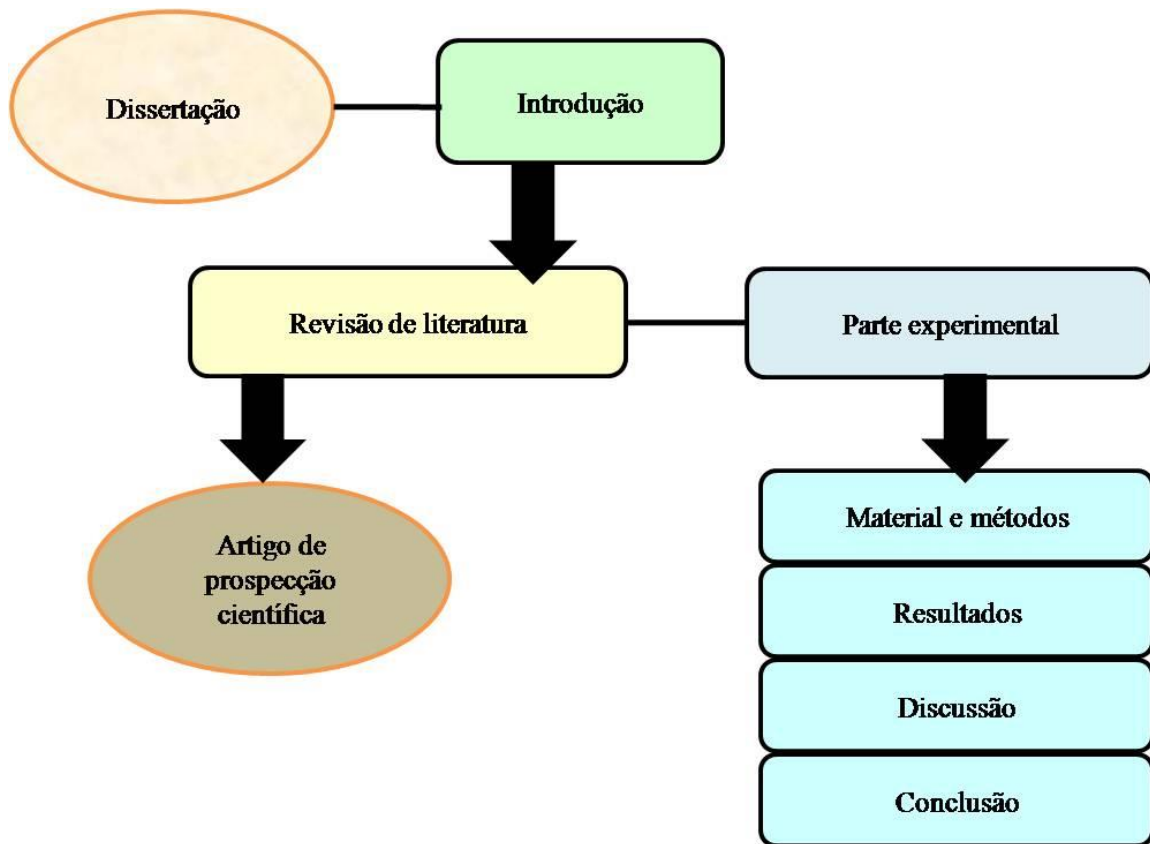 Dissertação
Introdução
Revisão de literatura
Parte experimental
Artigo de
prospecção
científica
Material e métodos
Resultados
Discussão
Conclusão